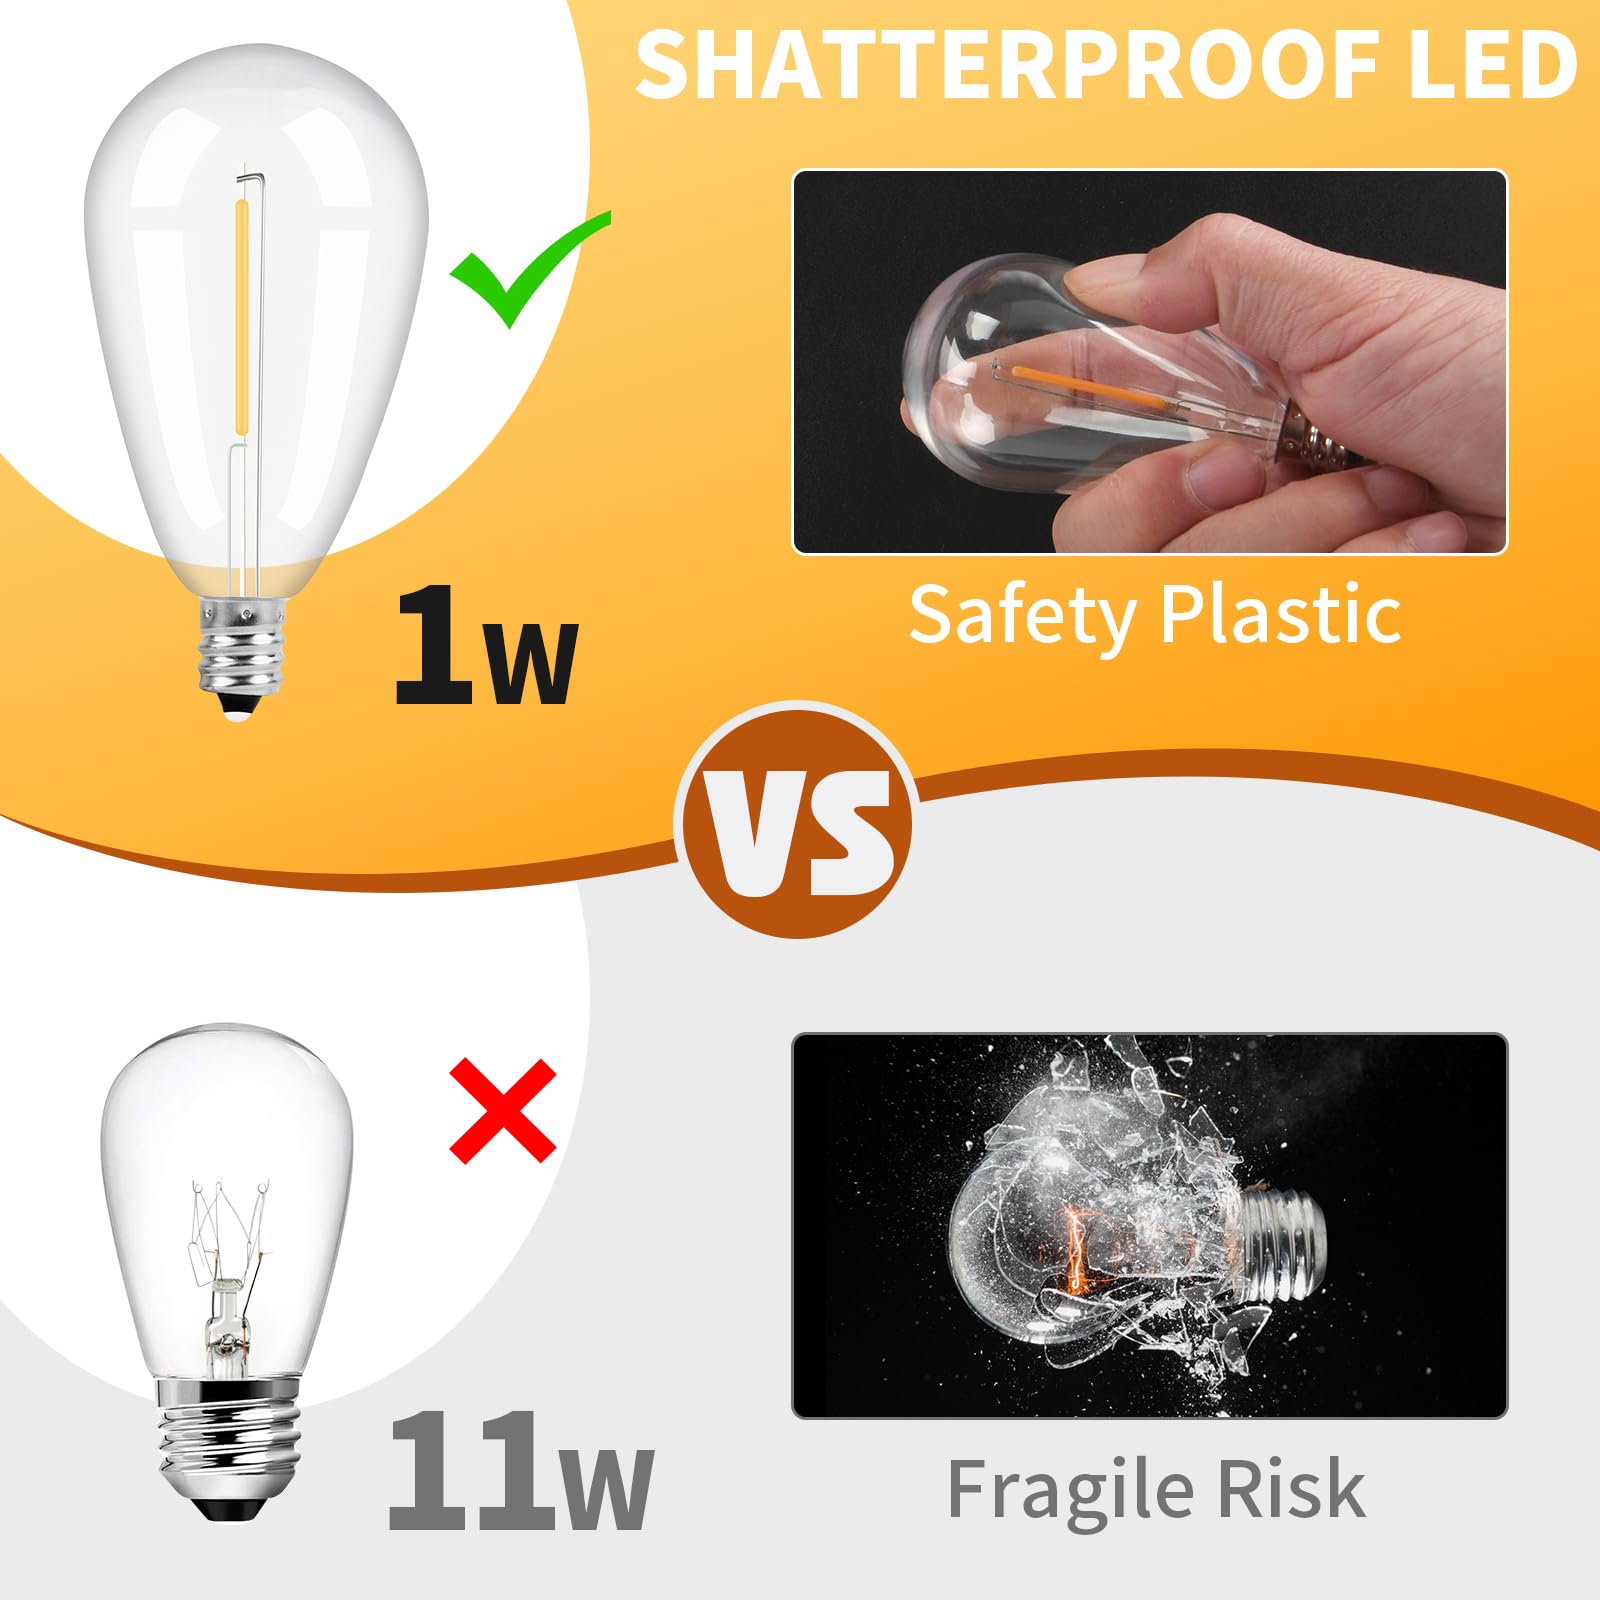 SHATTERPROOF LED
Safety Plastic
1W
VS
11W
Fragile Risk